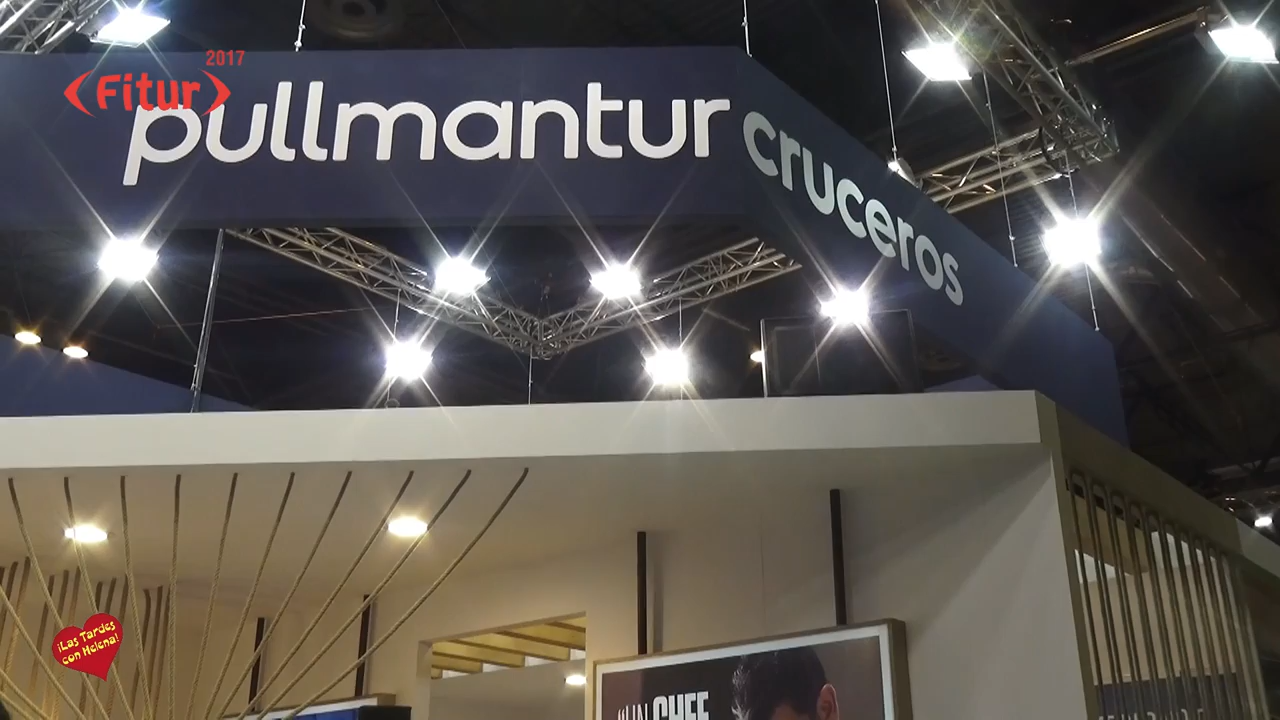 2017
Fitur
pullmantur
cruceros
¡Las Tardes
con Helena!
#UN CHEF